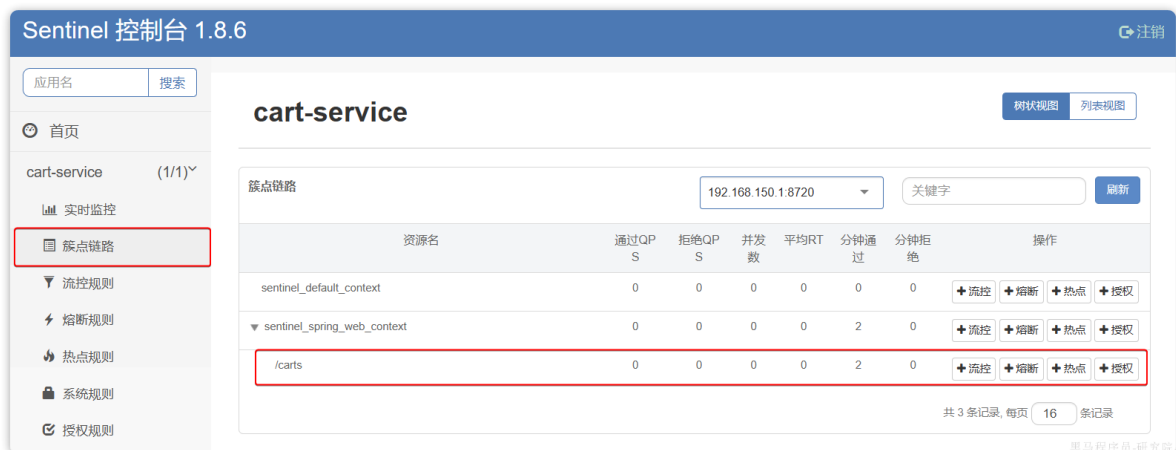 Sentinel 控制台 1.8.6
注销
应用名
搜索
首页
cart-service (1/1)
实时监控
簇点链路
流控规则
熔断规则
热点规则
系统规则
授权规则
cart-service
树状视图 列表视图
簇点链路
192.168.150.1:8720
关键字
刷新
资源名 通过QP 拒绝QP 并发 平均RT 分钟通 分钟拒 操作
S S 数 过 绝
sentinel_default_context 0 0 0 0 0 0 流控 熔断 热点 授权
sentinel_spring_web_context 0 0 0 0 2 0 流控 熔断 热点 授权
/carts 0 0 0 0 2 0 流控 熔断 热点 授权
共 3 条记录, 每页 16 条记录
黑马程序员-研究院